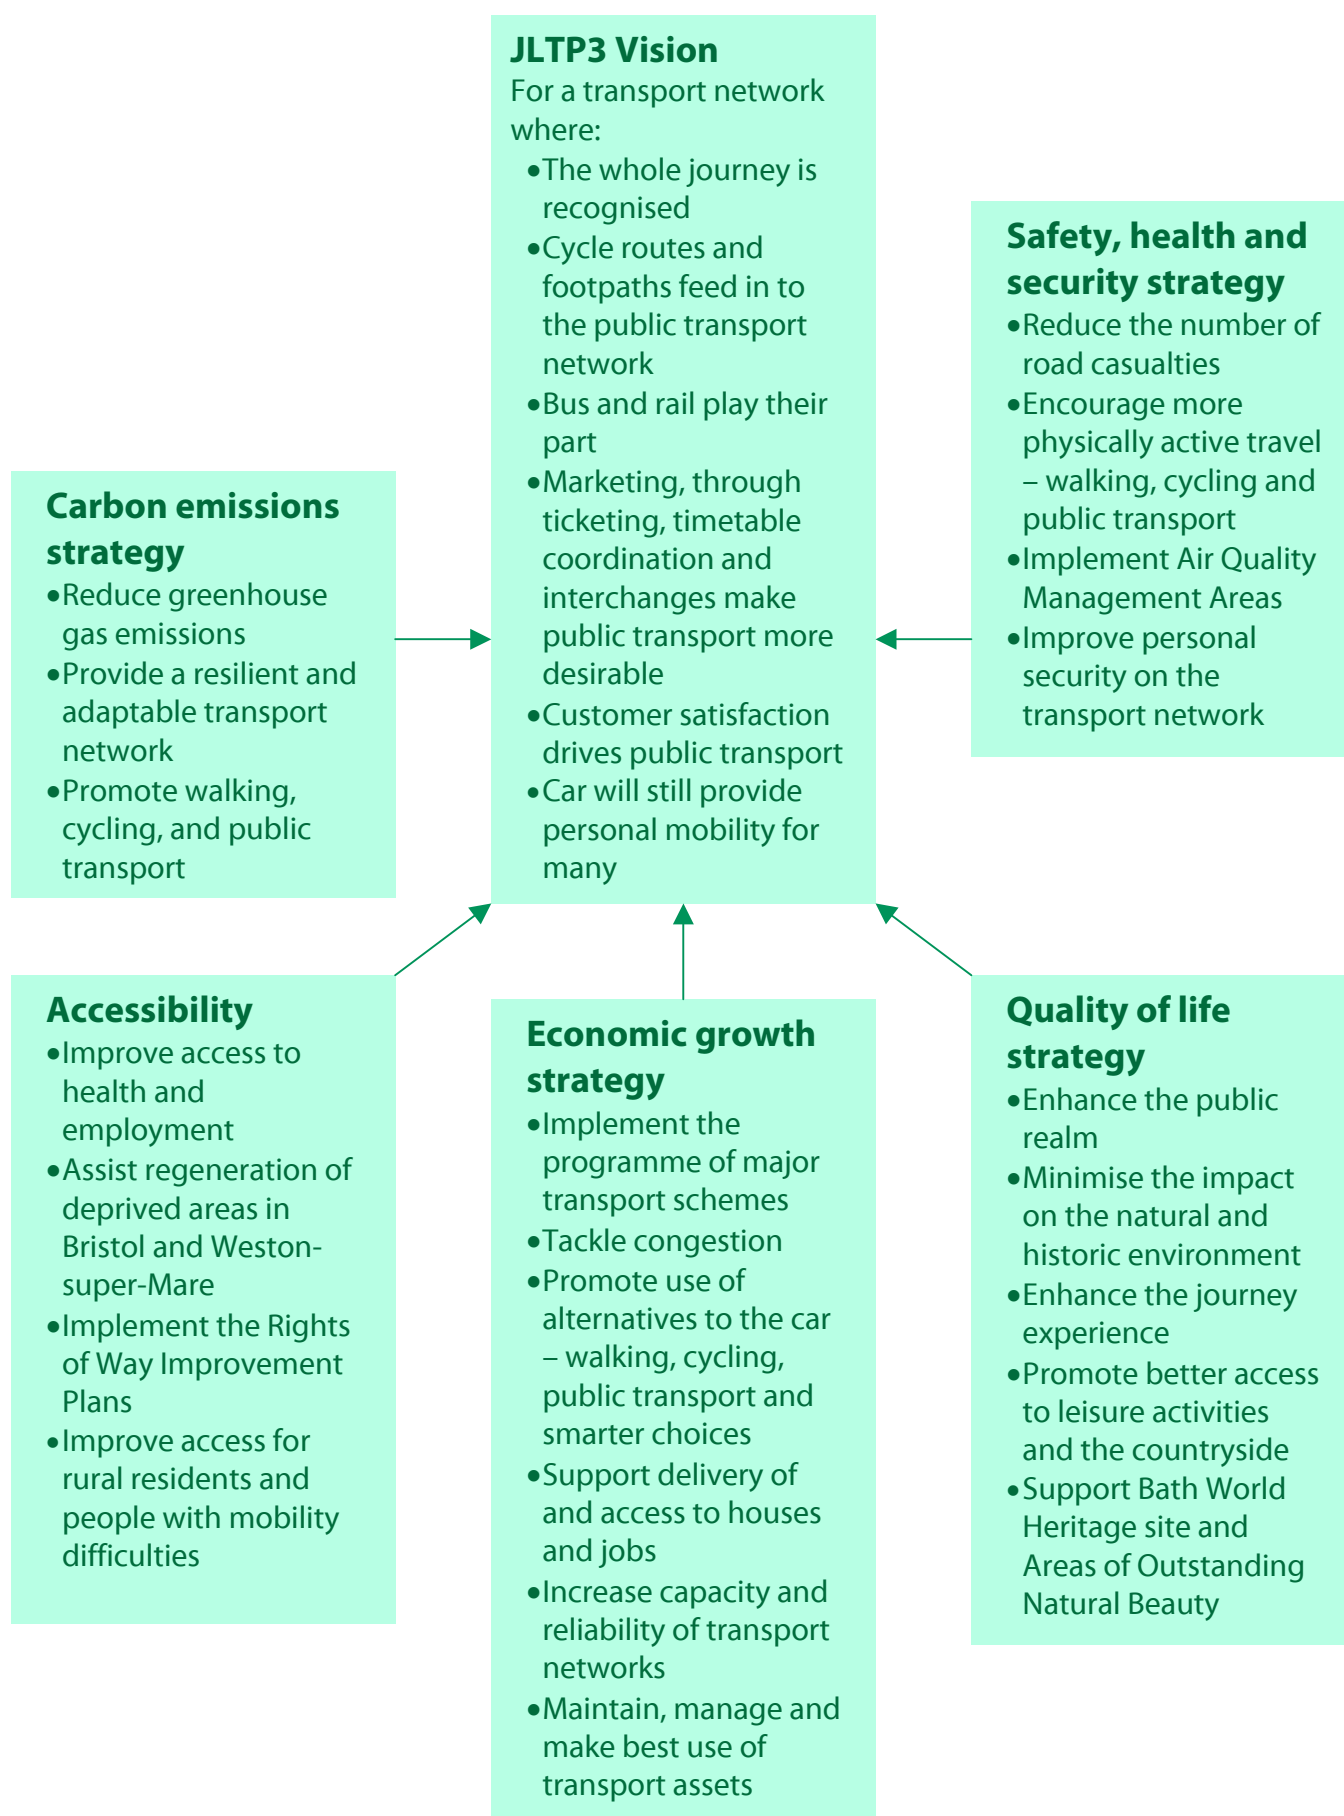 JLTP3 Vision
For a transport network
where:
•The whole journey is
recognised
•Cycle routes and
footpaths feed in to
the public transport
network
•Bus and rail play their
part
•Marketing, through
ticketing, timetable
coordination and
interchanges make
public transport more
desirable
•Customer satisfaction
drives public transport
•Car will still provide
personal mobility for
many
Safety, health and
security strategy
•Reduce the number of
road casualties
•Encourage more
physically active travel
– walking, cycling and
public transport
•Implement Air Quality
Management Areas
•Improve personal
security on the
transport network
Carbon emissions
strategy
•Reduce greenhouse
gas emissions
•Provide a resilient and
adaptable transport
network
•Promote walking,
cycling, and public
transport
Accessibility
•Improve access to
health and
employment
•Assist regeneration of
deprived areas in
Bristol and Weston-
super-Mare
•Implement the Rights
of Way Improvement
Plans
•Improve access for
rural residents and
people with mobility
difficulties
Economic growth
strategy
•Implement the
programme of major
transport schemes
•Tackle congestion
•Promote use of
alternatives to the car
– walking, cycling,
public transport and
smarter choices
•Support delivery of
and access to houses
and jobs
•Increase capacity and
reliability of transport
networks
•Maintain, manage and
make best use of
transport assets
Quality of life
strategy
•Enhance the public
realm
•Minimise the impact
on the natural and
historic environment
•Enhance the journey
experience
•Promote better access
to leisure activities
and the countryside
•Support Bath World
Heritage site and
Areas of Outstanding
Natural Beauty